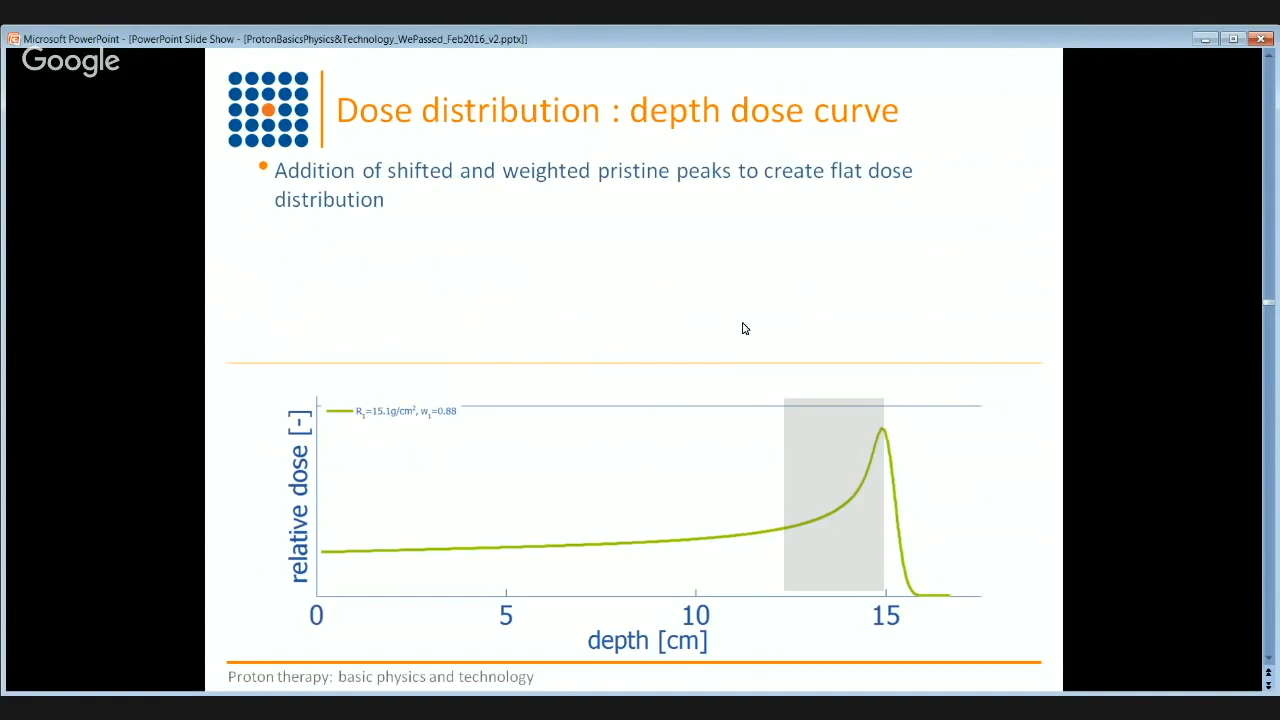 Microsoft PowerPoint - [PowerPoint Slide Show - [ProtonBasicsPhysics&Technology_WePassed_Feb2016_v2.pptx]]
Google
Dose distribution : depth dose curve
• Addition of shifted and weighted pristine peaks to create flat dose
distribution
R1=15.1g/cm², w1=0.88
relative dose [-]
0 5 10 15
depth [cm]
Proton therapy: basic physics and technology